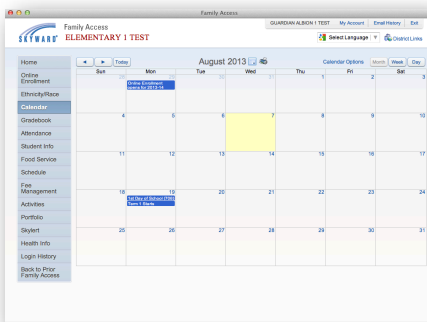 Family Access
GUARDIAN ALBION 1 TEST My Account Email History Exit
Family Access
SKYWARD ELEMENTARY 1 TEST
Select Language District Links
Today August 2013 Calendar Options Month Week Day
Sun Mon Tue Wed Thu Fri Sat
28 29 30 31 1 2 3
Online Enrollment
opens for 2013-14
4 5 6 7 8 9 10
11 12 13 14 15 16 17
18 19 20 21 22 23 24
1st Day of School
Term 1 Starts
25 26 27 28 29 30 31
Home
Online
Enrollment
Ethnicity/Race
Calendar
Gradebook
Attendance
Student Info
Food Service
Schedule
Fee
Management
Activities
Portfolio
Skylert
Health Info
Login History
Back to Prior
Family Access